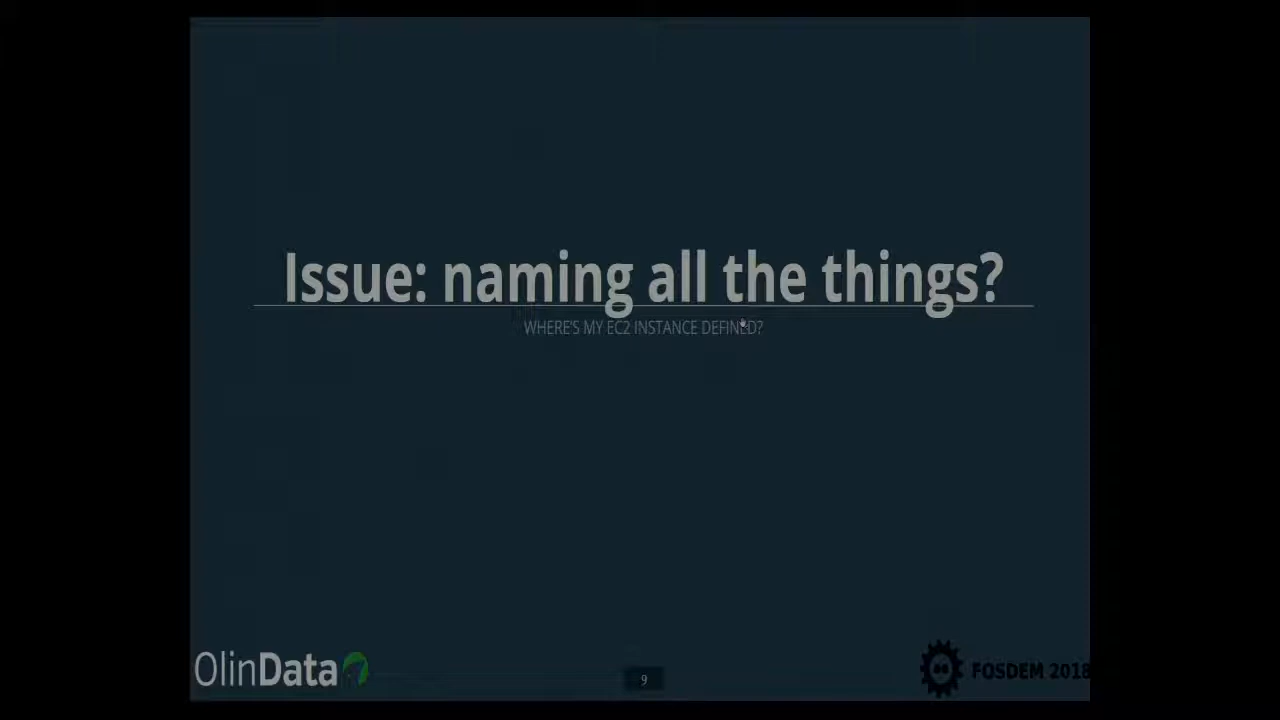 Issue: naming all the things?
WHERE'S MY EC2 INSTANCE DEFINED?
OlinData
9
FOSDEM 2018